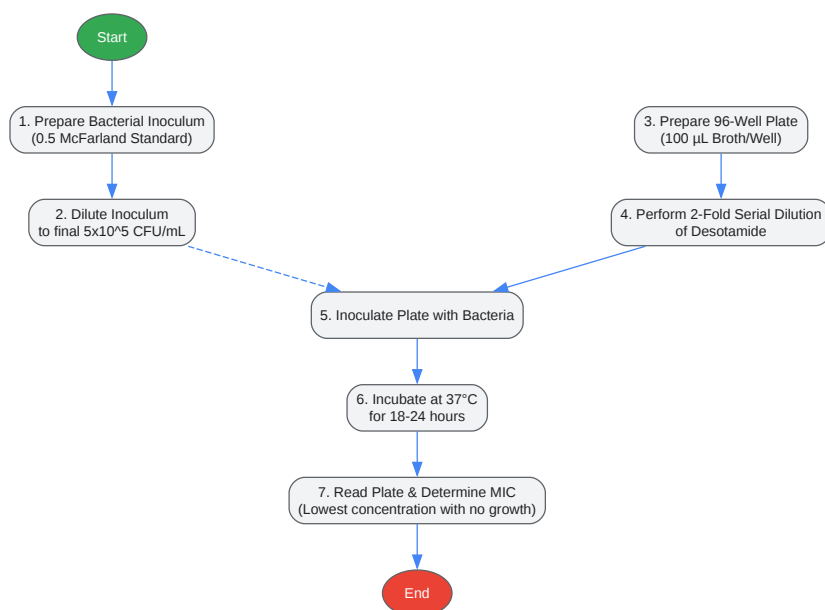 Start
1. Prepare Bacterial Inoculum
(0.5 McFarland Standard)
3. Prepare 96-Well Plate
(100 µL Broth/Well)
2. Dilute Inoculum
to final 5x10^5 CFU/mL
4. Perform 2-Fold Serial Dilution
of Desotamide
5. Inoculate Plate with Bacteria
6. Incubate at 37°C
for 18-24 hours
7. Read Plate & Determine MIC
(Lowest concentration with no growth)
End